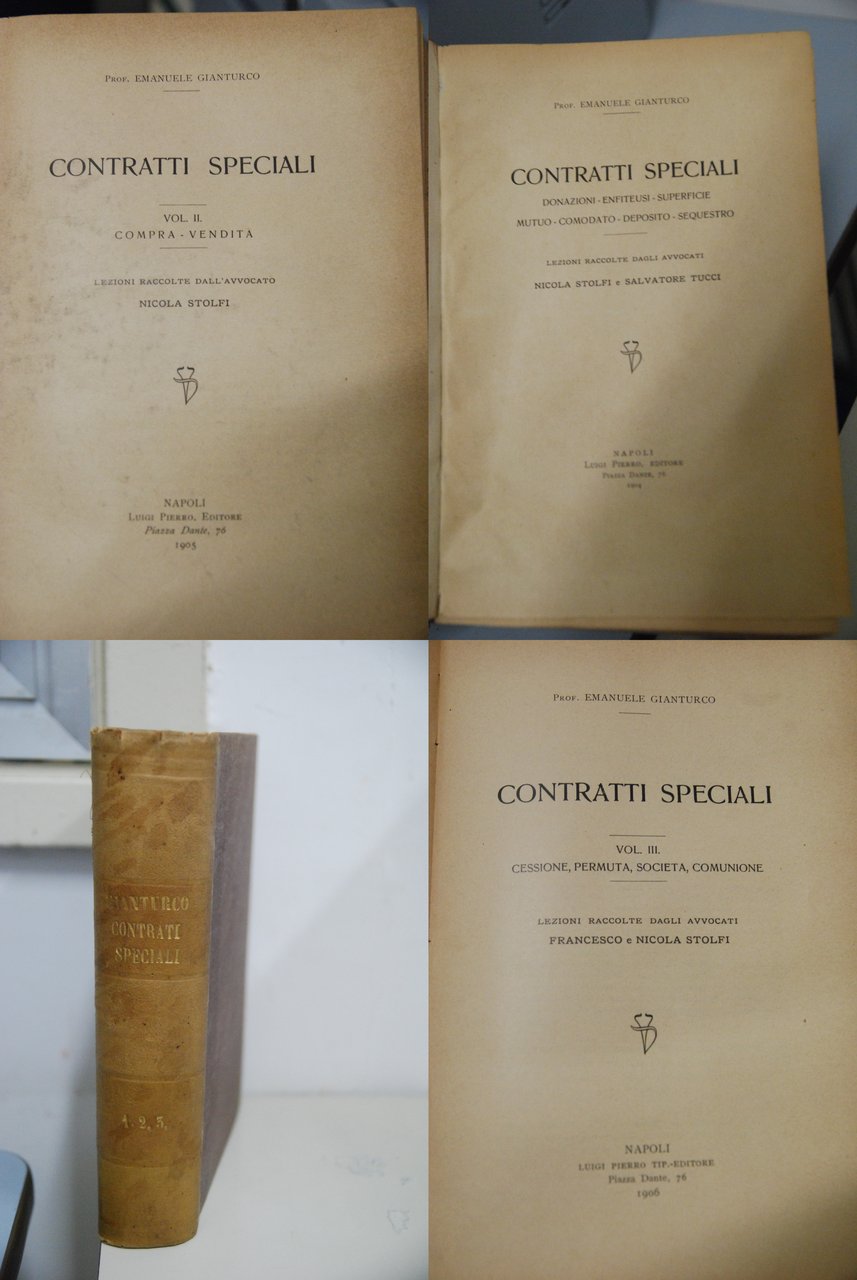 PROF. EMANUELE GIANTURCO
CONTRATTI SPECIALI
VOL. II.
COMPRA - VENDITA
LEZIONI RACCOLTE DALL'AVVOCATO
NICOLA STOLFI
NAPOLI
LUIGI PIERRO, EDITORE
Piazza Dante, 76
1905
PROF. EMANUELE GIANTURCO
CONTRATTI SPECIALI
DONAZIONI - ENFITEUSI - SUPERFICIE
MUTUO - COMODATO - DEPOSITO - SEQUESTRO
LEZIONI RACCOLTE DAGLI AVVOCATI
NICOLA STOLFI e SALVATORE TUCCI
NAPOLI
LUIGI PIERRO, EDITORE
PIAZZA DANTE, 76
1904
GIANTURCO
CONTRATI
SPECIALI
1. 2, 3.
PROF. EMANUELE GIANTURCO
CONTRATTI SPECIALI
VOL. III.
CESSIONE, PERMUTA, SOCIETA, COMUNIONE
LEZIONI RACCOLTE DAGLI AVVOCATI
FRANCESCO e NICOLA STOLFI
NAPOLI
LUIGI PIERRO TIP.-EDITORE
Piazza Dante, 76
1906